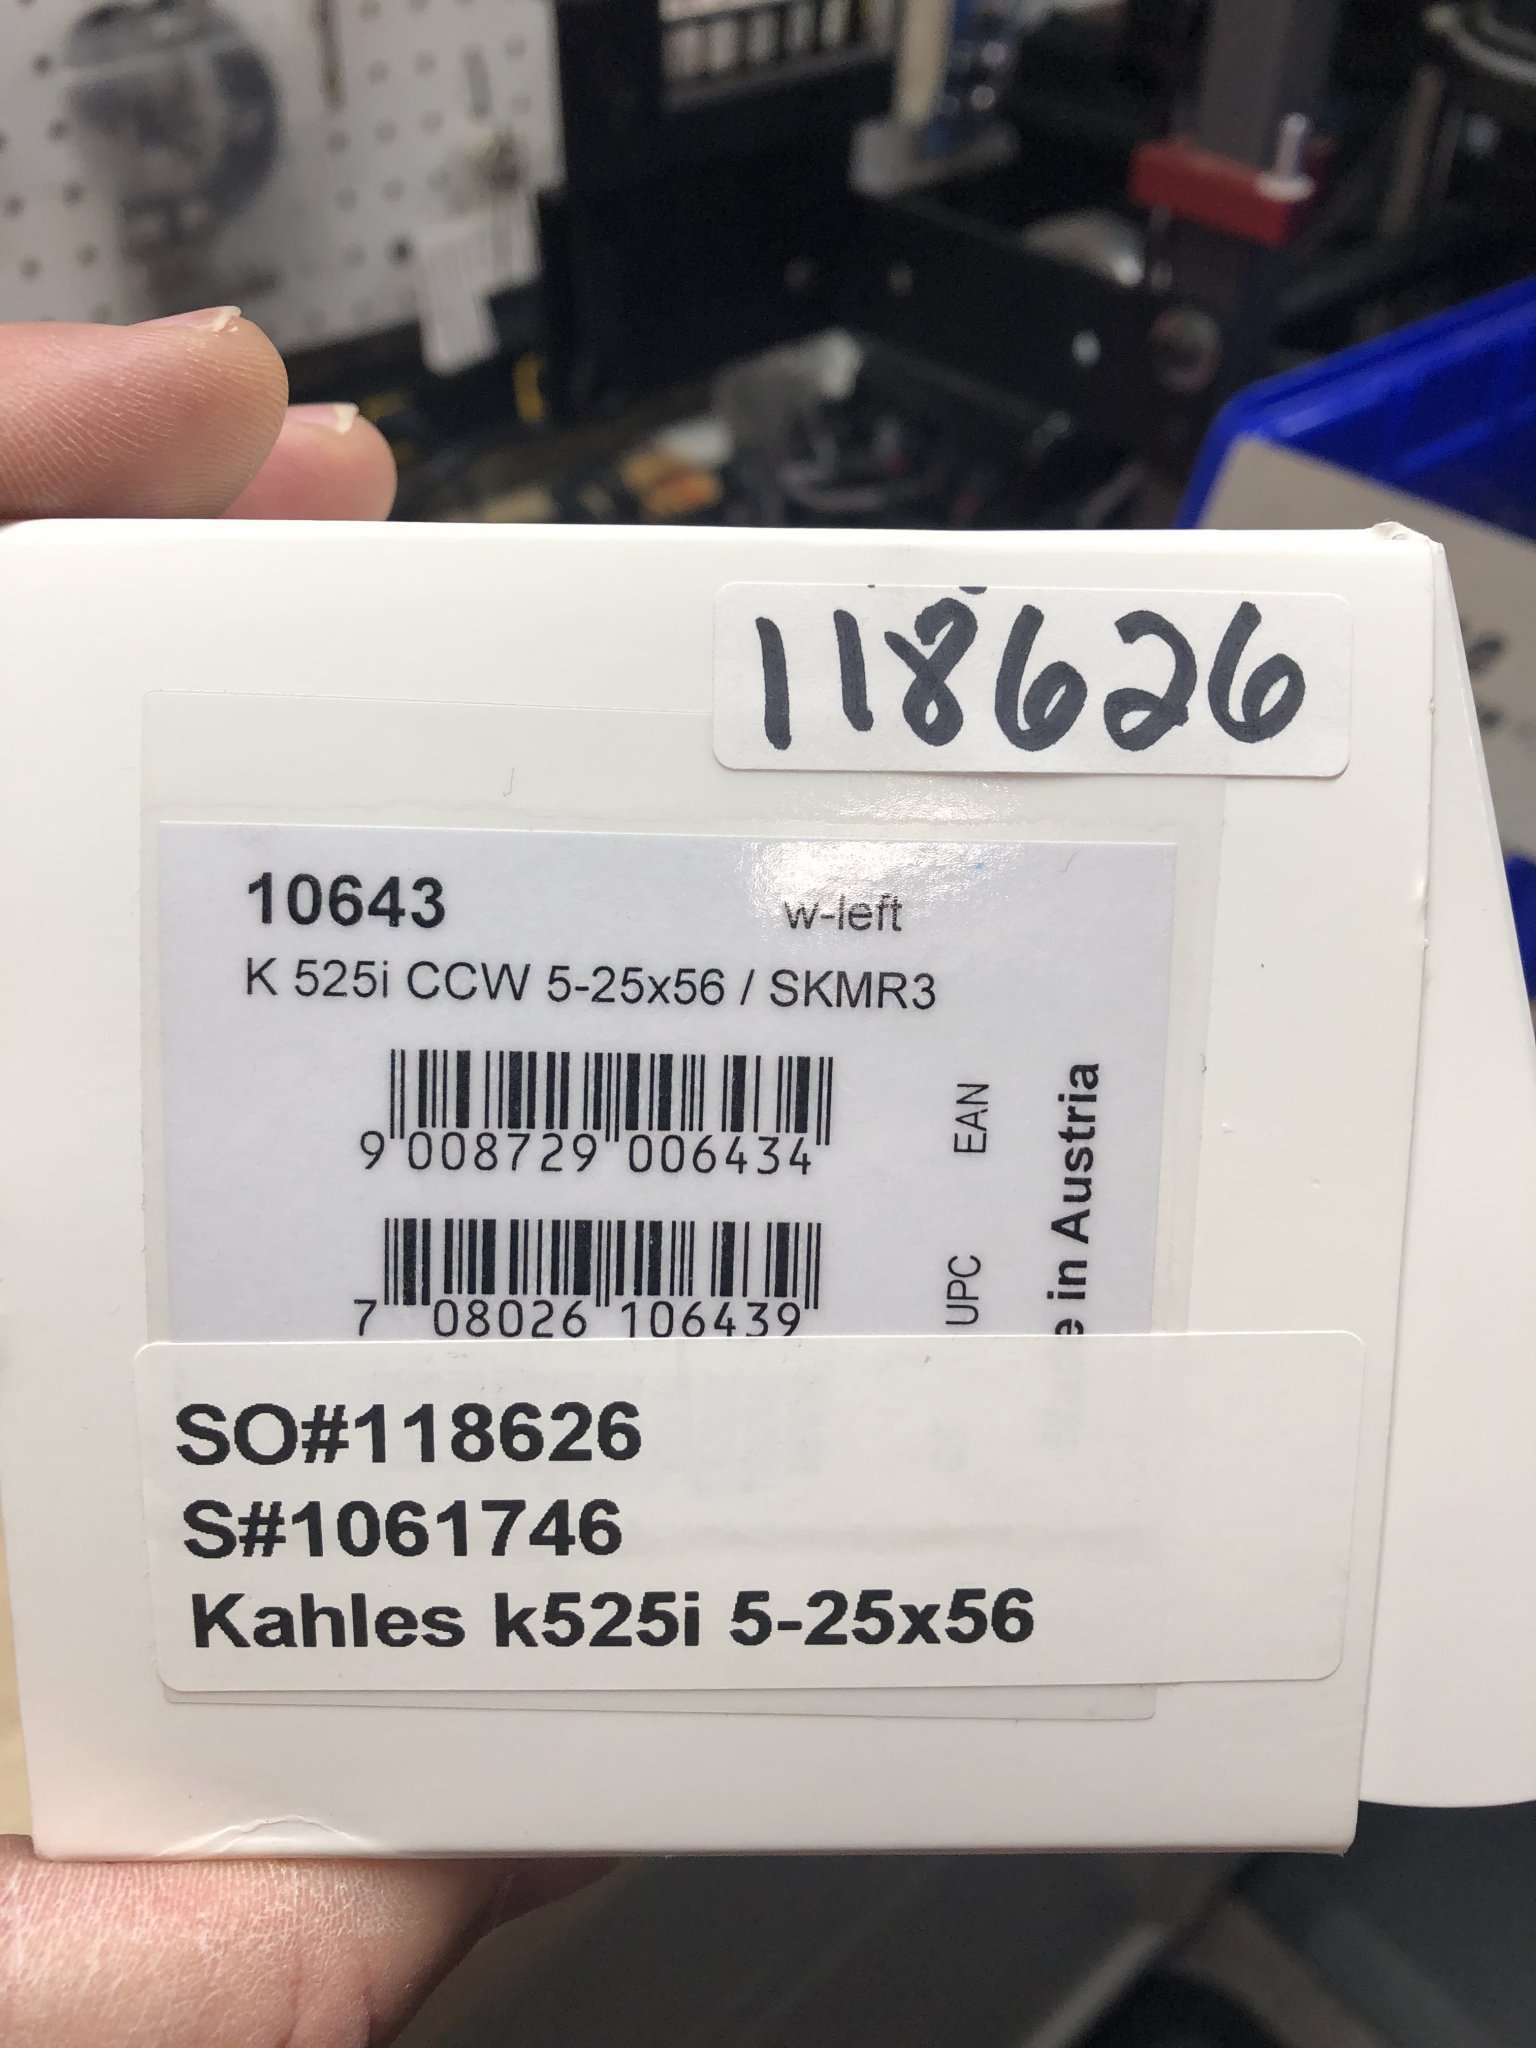 118626
10643 w-left
K 525i CCW 5-25x56 / SKMR3
9 008729 006434
EAN
7 08026 106439
UPC
e in Austria
SO#118626
S#1061746
Kahles k525i 5-25x56